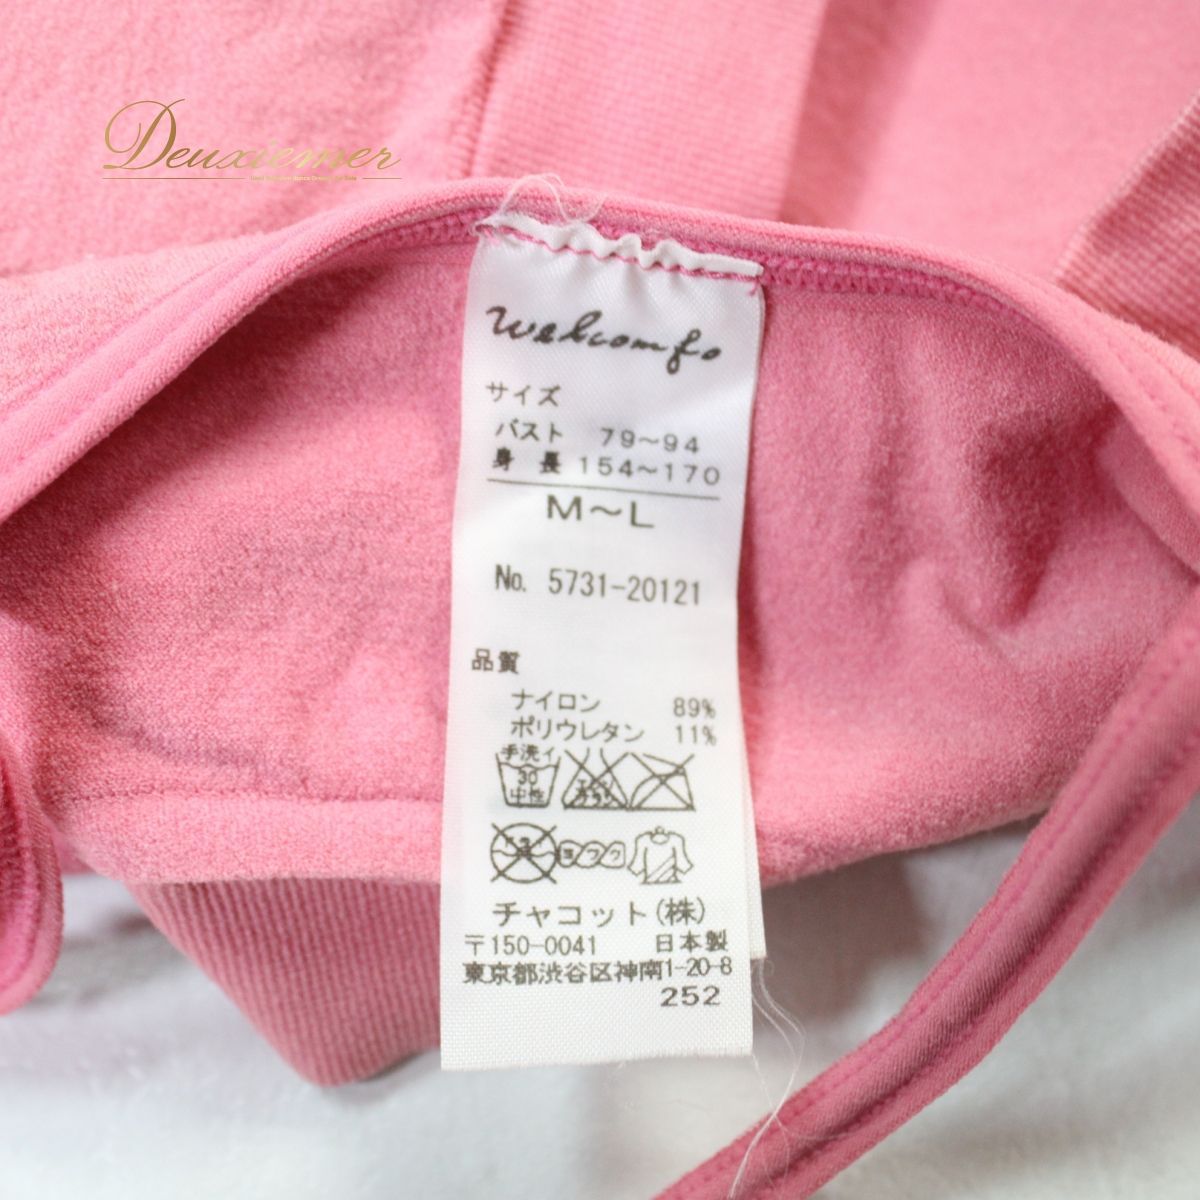 Deuxiemer
Welcomfo
サイズ
バスト 79～94
身長 154～170
M～L
No. 5731-20121
品質
ナイロン 89%
ポリウレタン 11%
手洗イ
30
中性
チャコット(株)
〒150-0041 日本製
東京都渋谷区神南1-20-8
252